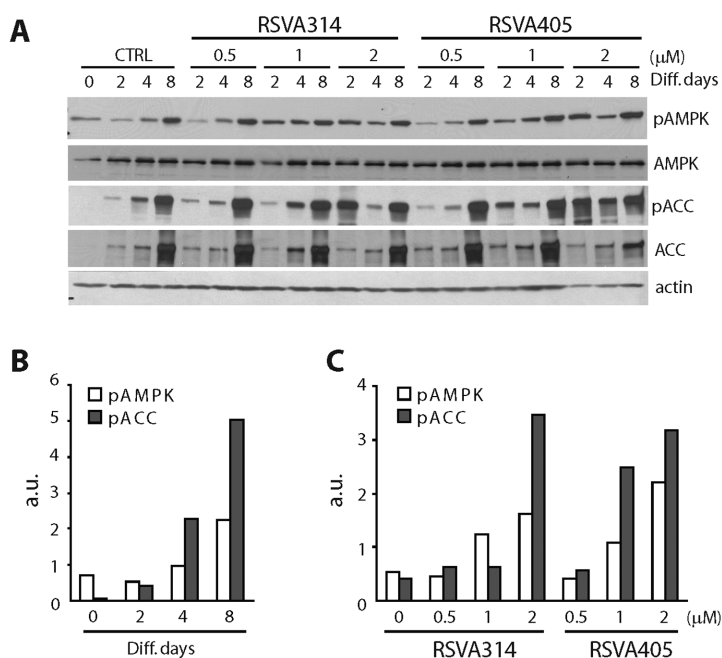 A
RSVA314 RSVA405
CTRL 0.5 1 2 0.5 1 2 (μM)
0 2 4 8 2 4 8 2 4 8 2 4 8 2 4 8 2 4 8 2 4 8 Diff. days
pAMPK
AMPK
pACC
ACC
actin
B
6
5
4
3
2
1
0
a.u.
pAMPK
pACC
0 2 4 8
Diff. days
C
4
3
2
1
0
a.u.
pAMPK
pACC
0 0.5 1 2 0.5 1 2 (μM)
RSVA314 RSVA405